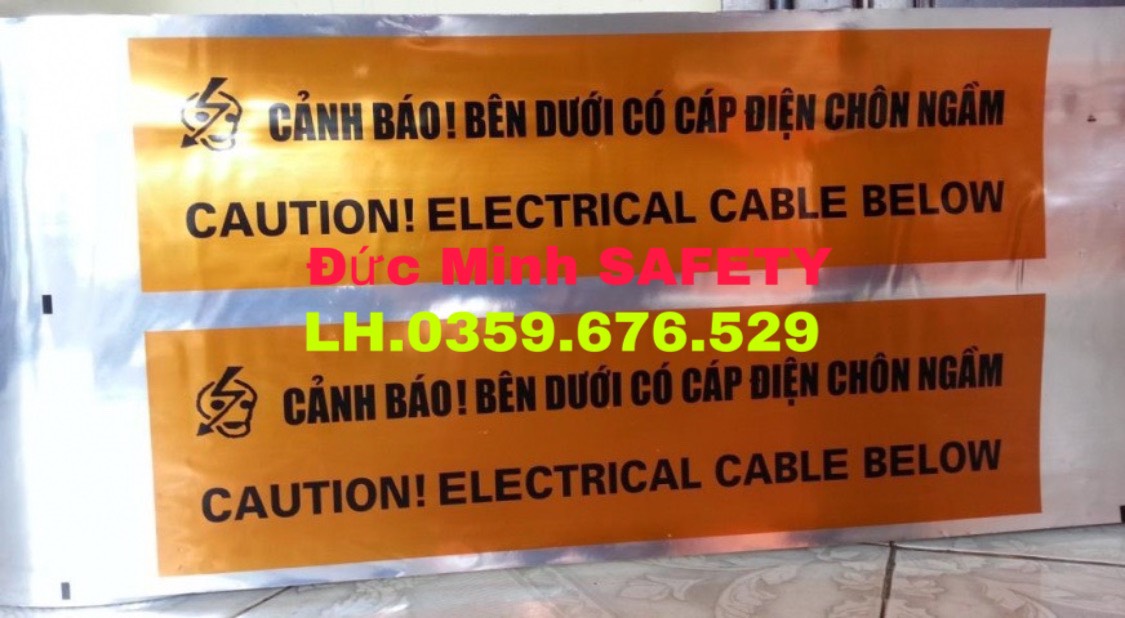 CẢNH BÁO! BÊN DƯỚI CÓ CÁP ĐIỆN CHÔN NGẦM
CAUTION! ELECTRICAL CABLE BELOW
Đức Minh SAFETY
LH.0359.676.529
CẢNH BÁO! BÊN DƯỚI CÓ CÁP ĐIỆN CHÔN NGẦM
CAUTION! ELECTRICAL CABLE BELOW